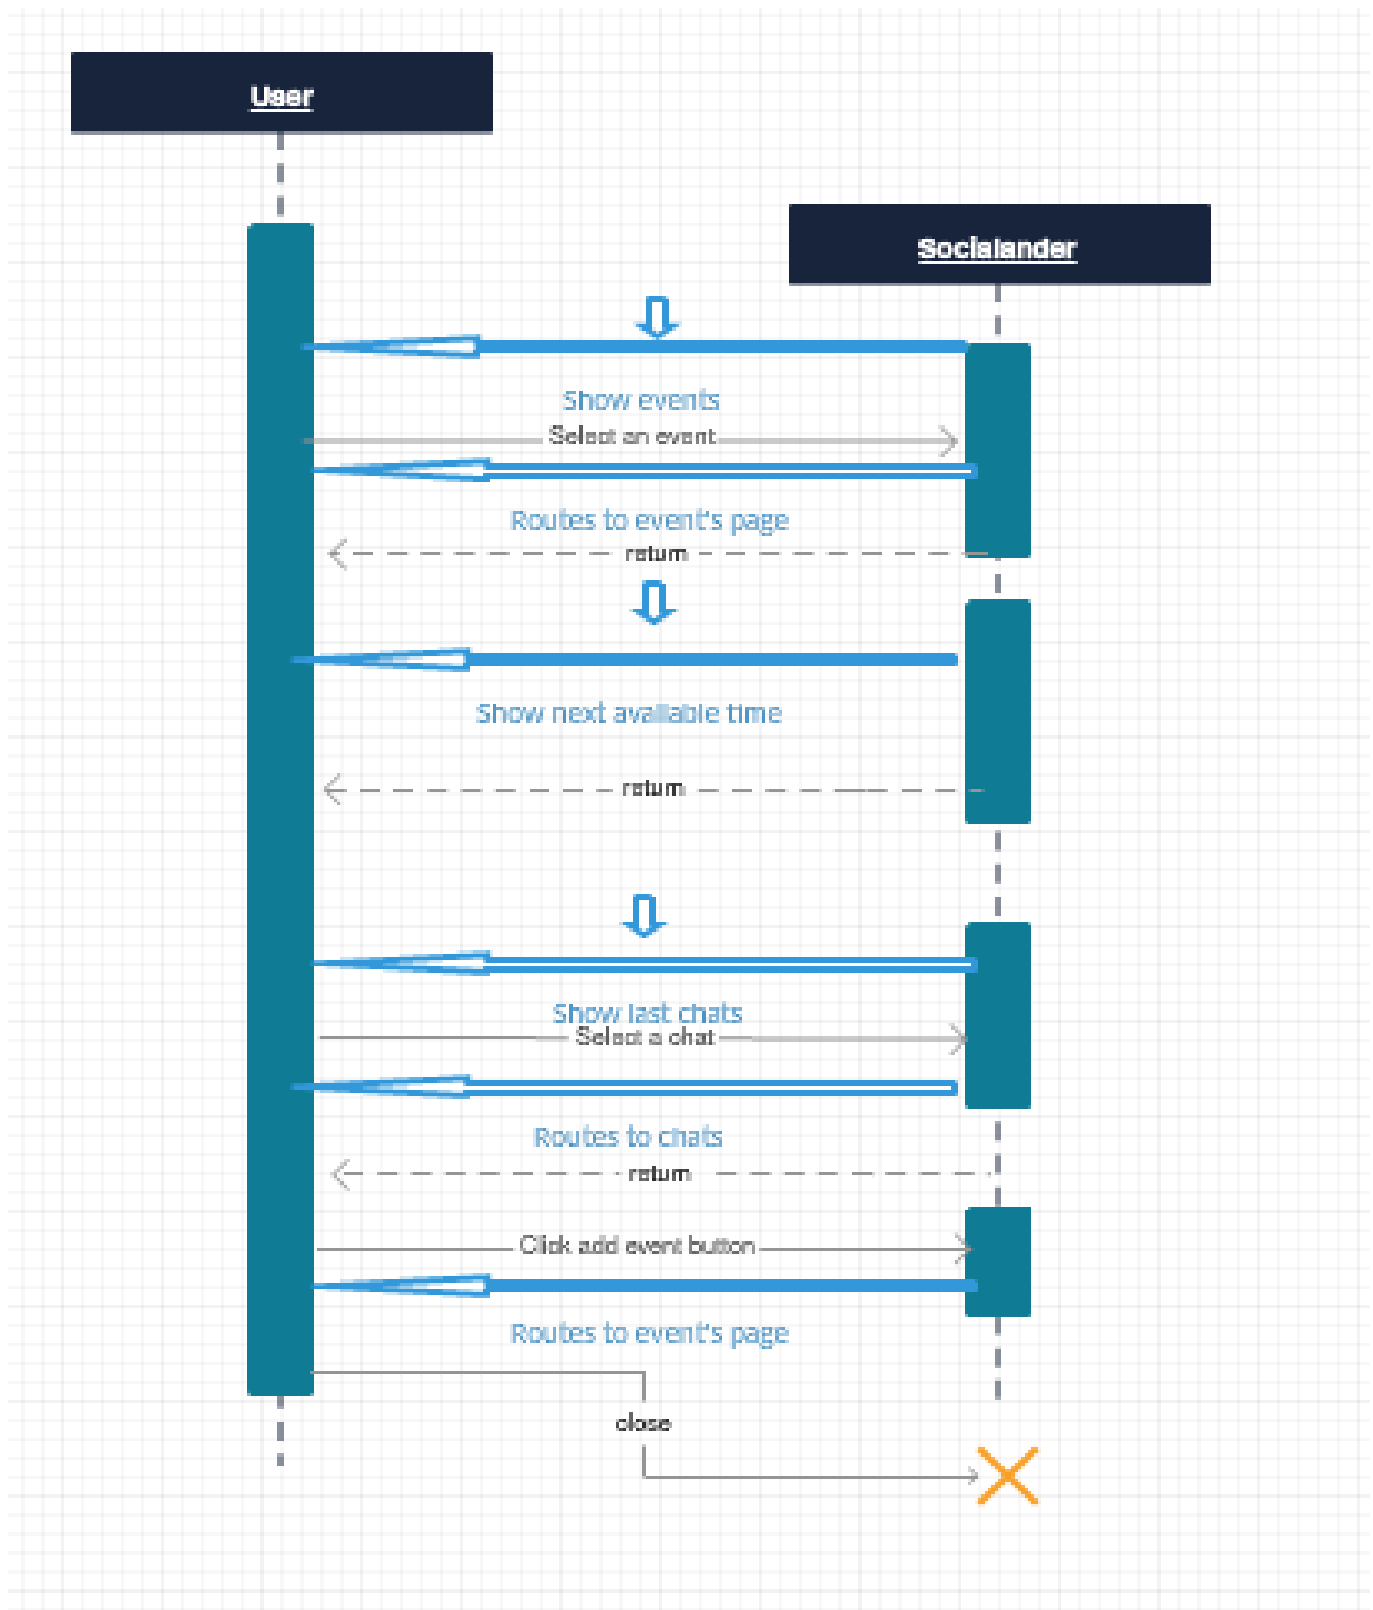 User
Socialander
Show events
Select an event
Routes to event's page
return
Show next available time
return
Show last chats
Select a chat
Routes to chats
return
Click add event button
Routes to event's page
close